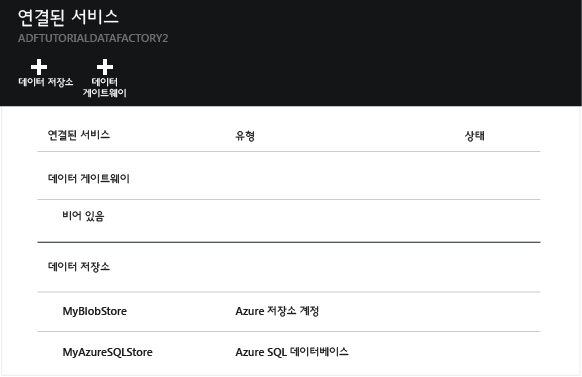 연결된 서비스
ADFTUTORIALDATAFACTORY2
데이터 저장소 데이터
게이트웨이
연결된 서비스 유형 상태
데이터 게이트웨이
비어 있음
데이터 저장소
MyBlobStore Azure 저장소 계정
MyAzureSQLStore Azure SQL 데이터베이스